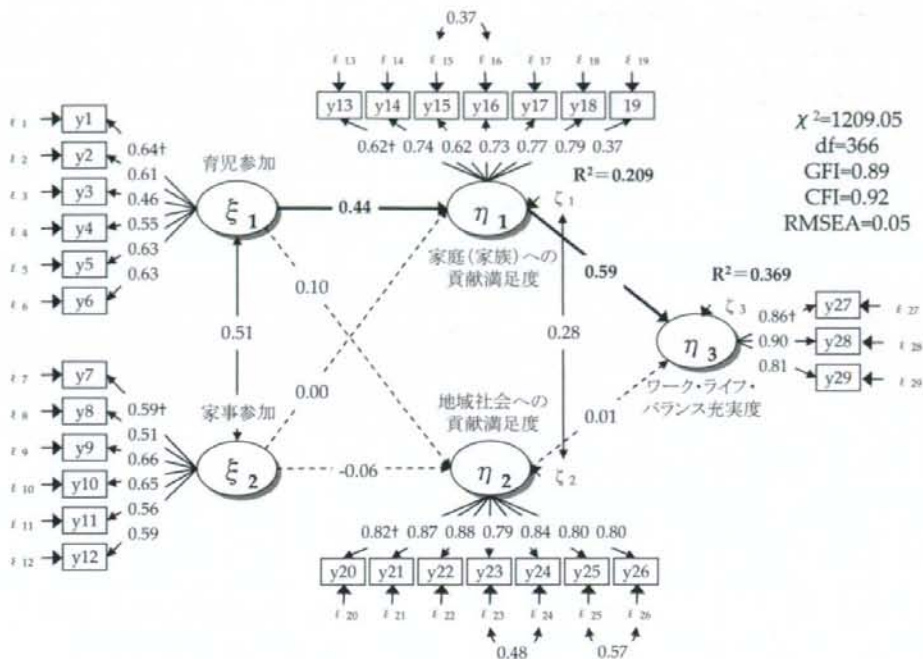 0.37
ε13 ε14 ε15 ε16 ε17 ε18 ε19
y13 y14 y15 y16 y17 y18 19
0.62† 0.74 0.62 0.73 0.77 0.79 0.37
χ²=1209.05
df=366
GFI=0.89
CFI=0.92
RMSEA=0.05
ε1 y1
ε2 y2
ε3 y3
ε4 y4
ε5 y5
ε6 y6
0.64†
0.61
0.46
0.55
0.63
0.63
育児参加
ξ1
0.44
R²=0.209
η1
ζ1
家庭(家族)への
貢献満足度
0.59
0.10
0.51
0.00
0.28
R²=0.369
ζ3
η3
ワーク・ライフ・
バランス充実度
0.86†
0.90
0.81
y27 ε27
y28 ε28
y29 ε29
ε7 y7
ε8 y8
ε9 y9
ε10 y10
ε11 y11
ε12 y12
0.59†
0.51
0.66
0.65
0.56
0.59
家事参加
ξ2
-0.06
地域社会への
貢献満足度
0.01
η2
ζ2
0.82† 0.87 0.88 0.79 0.84 0.80 0.80
y20 y21 y22 y23 y24 y25 y26
ε20 ε21 ε22 ε23 ε24 ε25 ε26
0.48 0.57